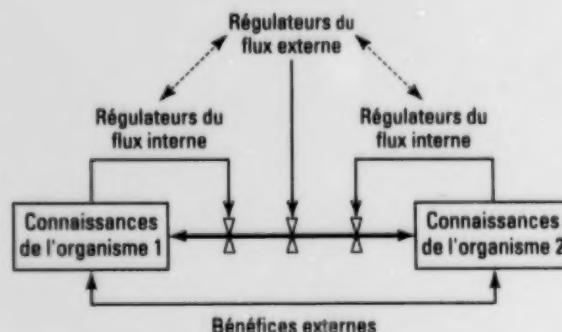 Régulateurs du
flux externe
Régulateurs du
flux interne
Régulateurs du
flux interne
Connaissances
de l'organisme 1
Connaissances
de l'organisme 2
Bénéfices externes